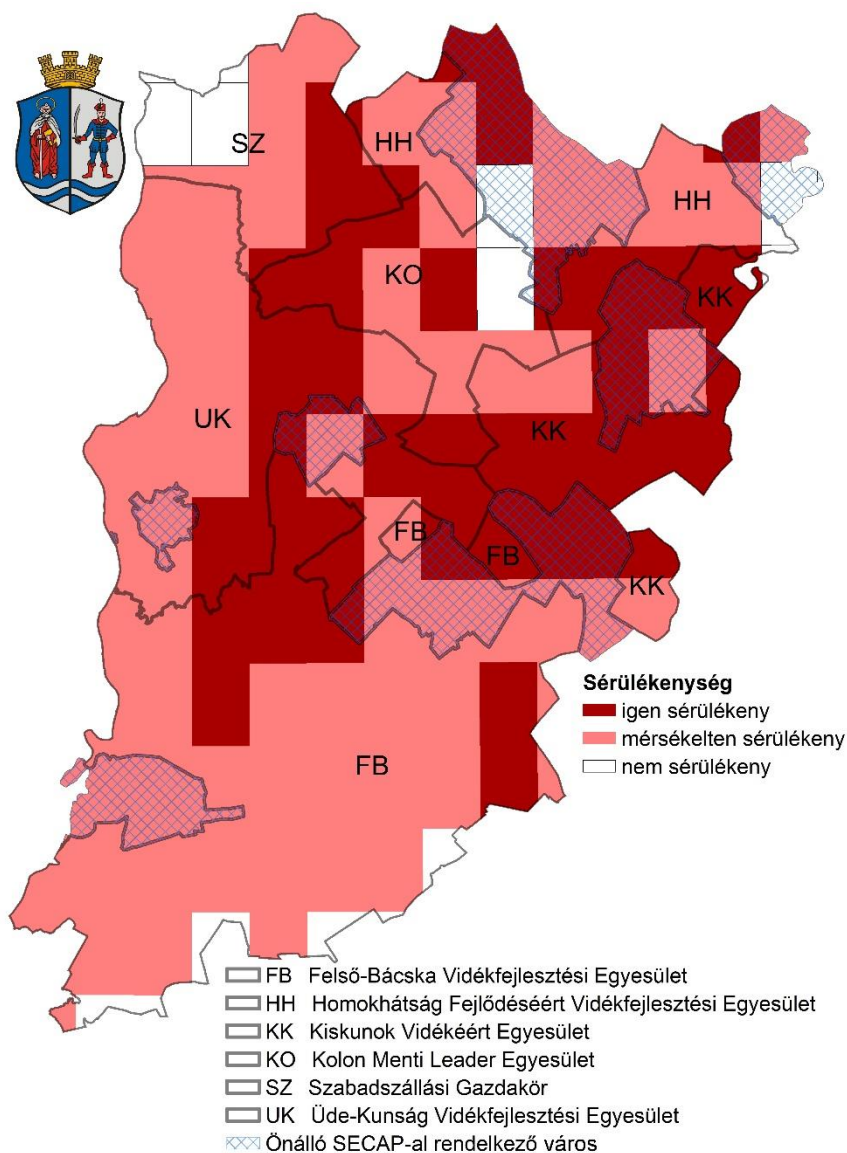 SZ
HH
HH
KO
KK
UK
KK
FB
FB
KK
Sérülékenység
igen sérülékeny
mérsékelten sérülékeny
nem sérülékeny
FB
FB Felső-Bácska Vidékfejlesztési Egyesület
HH Homokhátság Fejlődéséért Vidékfejlesztési Egyesület
KK Kiskunok Vidékéért Egyesület
KO Kolon Menti Leader Egyesület
SZ Szabadszállási Gazdakör
UK Üde-Kunság Vidékfejlesztési Egyesület
Önálló SECAP-al rendelkező város